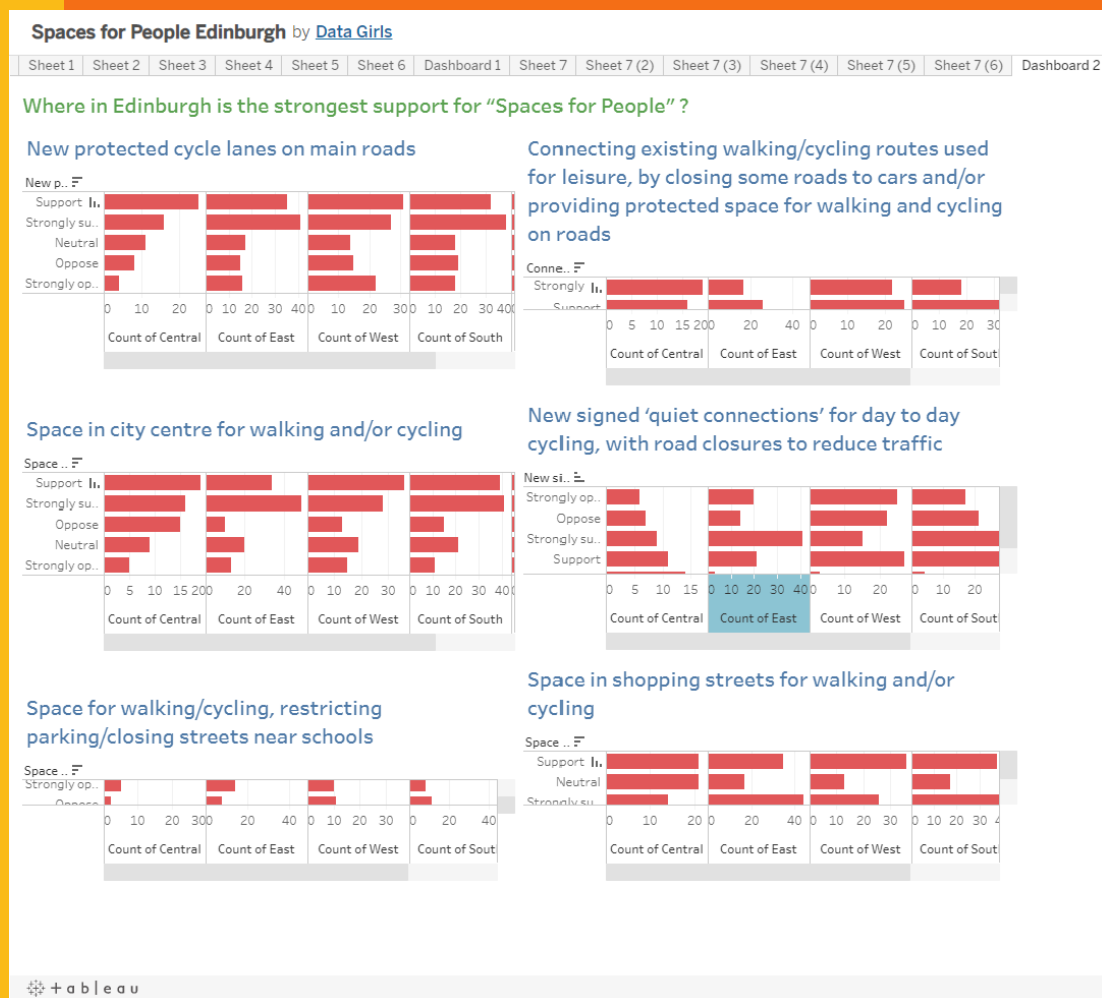 Spaces for People Edinburgh by Data Girls
Sheet 1 Sheet 2 Sheet 3 Sheet 4 Sheet 5 Sheet 6 Dashboard 1 Sheet 7 Sheet 7 (2) Sheet 7 (3) Sheet 7 (4) Sheet 7 (5) Sheet 7 (6) Dashboard 2
Where in Edinburgh is the strongest support for “Spaces for People” ?
New protected cycle lanes on main roads
New p..
Support
Strongly su..
Neutral
Oppose
Strongly op..
0 10 20 0 10 20 30 40 0 10 20 30 0 10 20 30 40
Count of Central Count of East Count of West Count of South
Connecting existing walking/cycling routes used
for leisure, by closing some roads to cars and/or
providing protected space for walking and cycling
on roads
Conne..
Strongly
Support
0 5 10 15 20 0 20 40 0 10 20 0 10 20 30
Count of Central Count of East Count of West Count of Sout
Space in city centre for walking and/or cycling
Space ..
Support
Strongly su..
Oppose
Neutral
Strongly op..
0 5 10 15 20 0 20 40 0 10 20 30 0 10 20 30 40
Count of Central Count of East Count of West Count of South
New signed ‘quiet connections’ for day to day
cycling, with road closures to reduce traffic
New si..
Strongly op..
Oppose
Strongly su..
Support
0 5 10 15 0 10 20 30 40 0 10 20 0 10 20
Count of Central Count of East Count of West Count of Sout
Space for walking/cycling, restricting
parking/closing streets near schools
Space ..
Strongly op..
Oppose
0 10 20 30 0 20 40 0 10 20 30 0 20 40
Count of Central Count of East Count of West Count of Sout
Space in shopping streets for walking and/or
cycling
Space ..
Support
Neutral
Strongly su..
0 10 20 0 20 40 0 10 20 30 0 10 20 30
Count of Central Count of East Count of West Count of Sout
+ a b l e a u